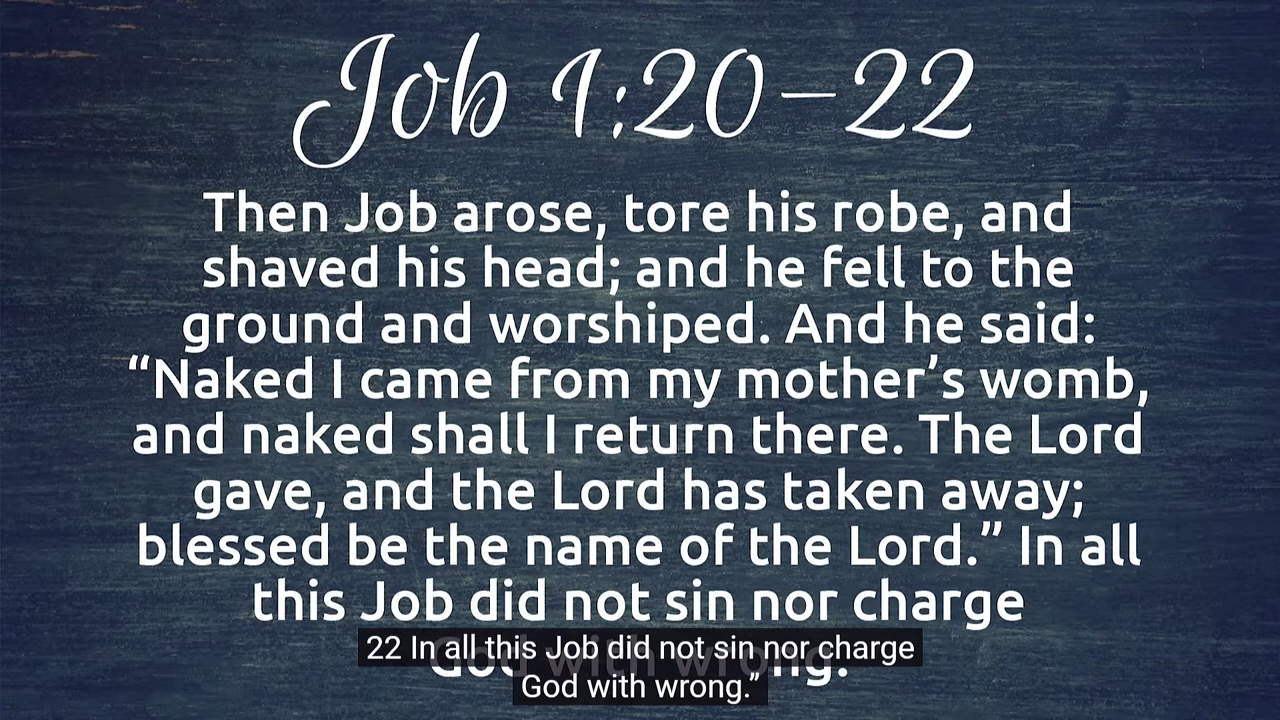 Job 1:20–22
Then Job arose, tore his robe, and
shaved his head; and he fell to the
ground and worshiped. And he said:
“Naked I came from my mother’s womb,
and naked shall I return there. The Lord
gave, and the Lord has taken away;
blessed be the name of the Lord.” In all
this Job did not sin nor charge
God with wrong.
22 In all this Job did not sin nor charge
God with wrong.”